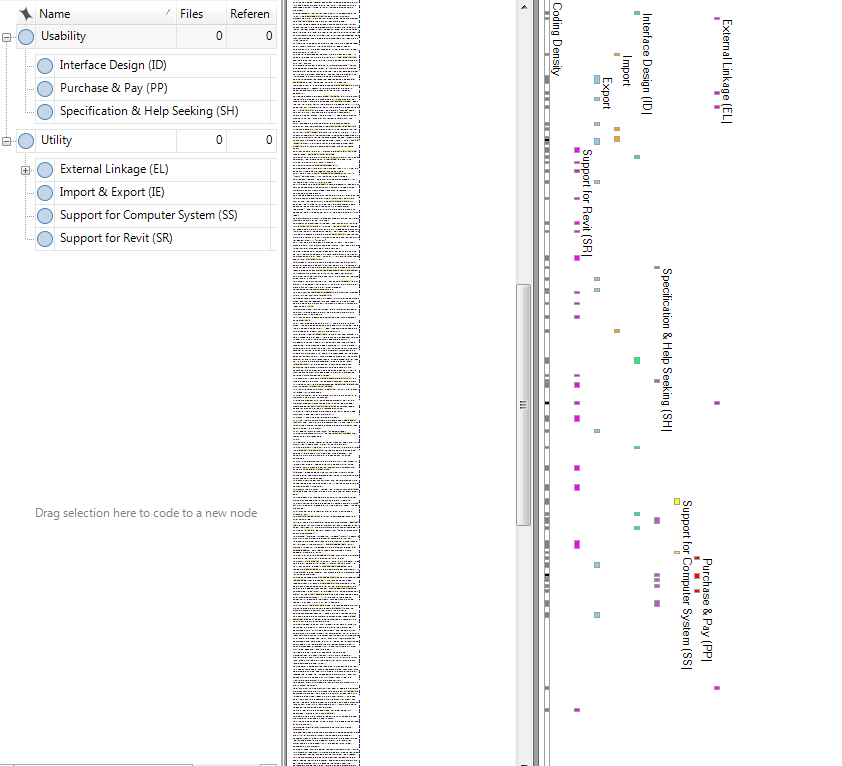 Name / Files Referen
Usability 0 0
Interface Design (ID)
Purchase & Pay (PP)
Specification & Help Seeking (SH)
Utility 0 0
External Linkage (EL)
Import & Export (IE)
Support for Computer System (SS)
Support for Revit (SR)
Drag selection here to code to a new node
Coding Density
Support for Revit (SR)
Export
Import
Interface Design (ID)
Specification & Help Seeking (SH)
Support for Computer System (SS)
Purchase & Pay (PP)
External Linkage (EL)